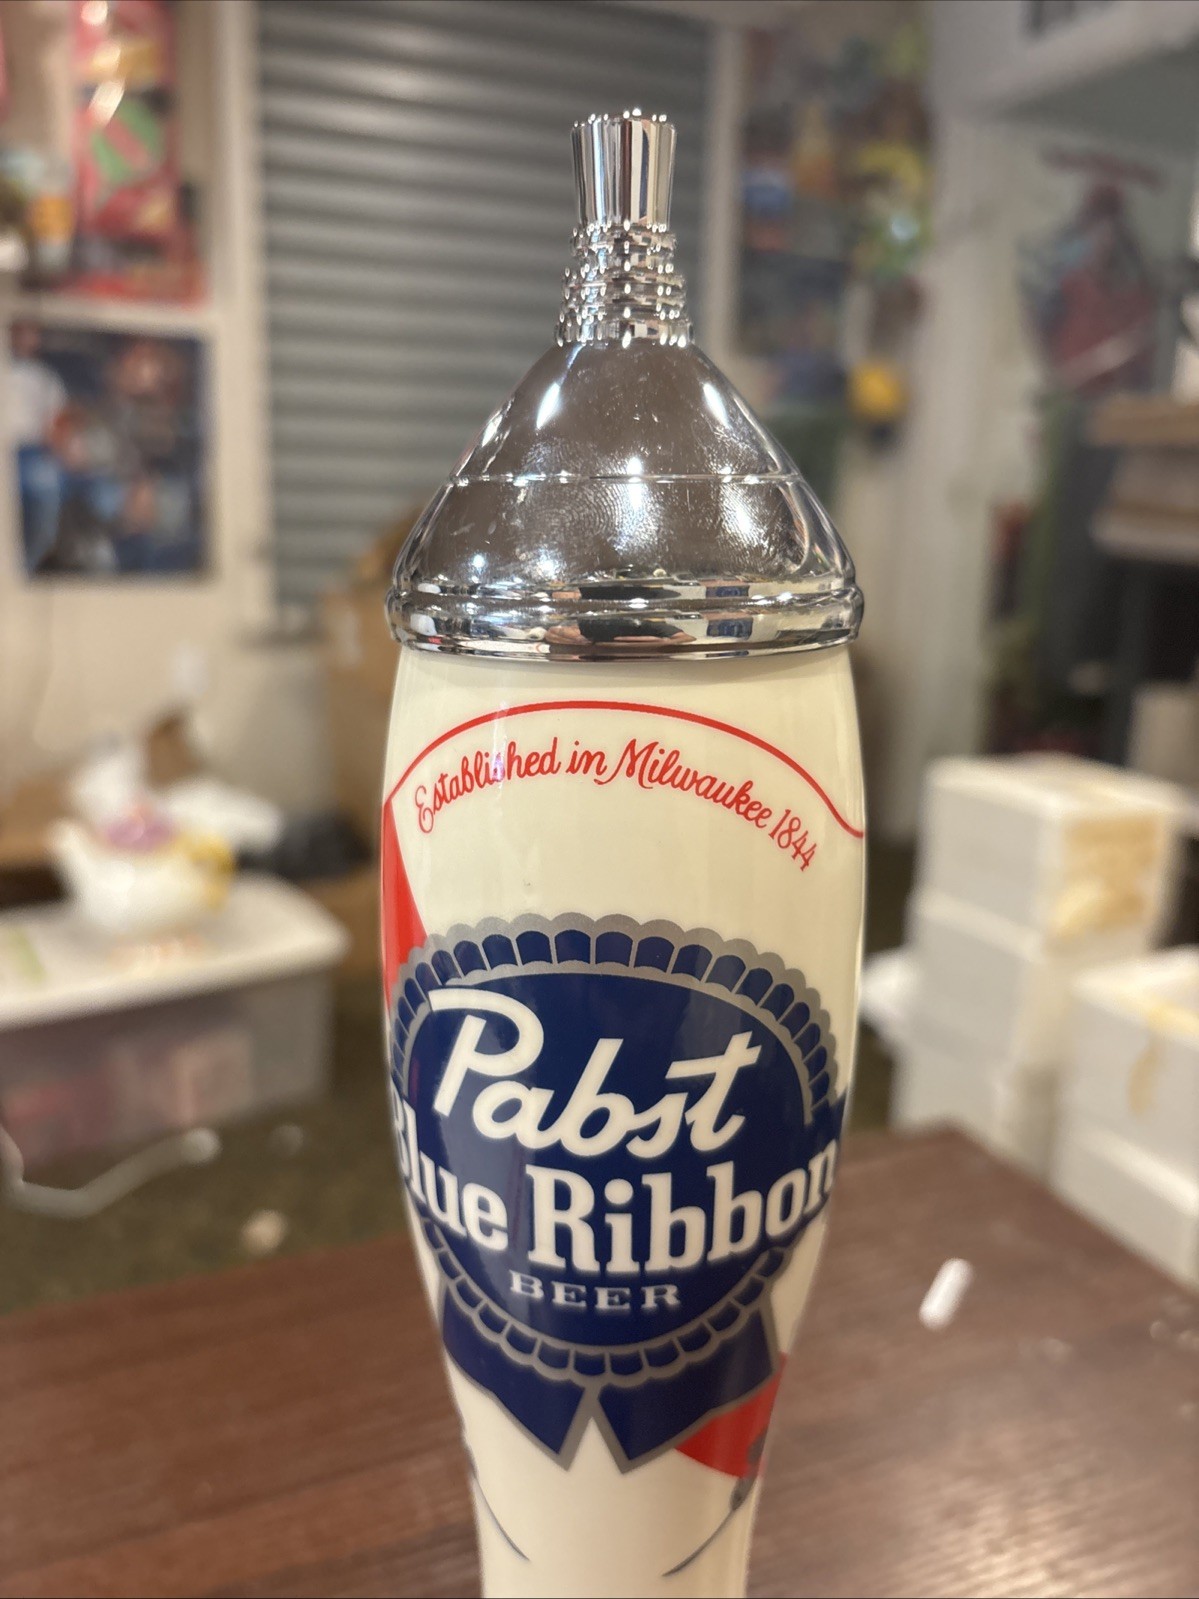 Established in Milwaukee 1844
Pabst
Blue Ribbon
BEER